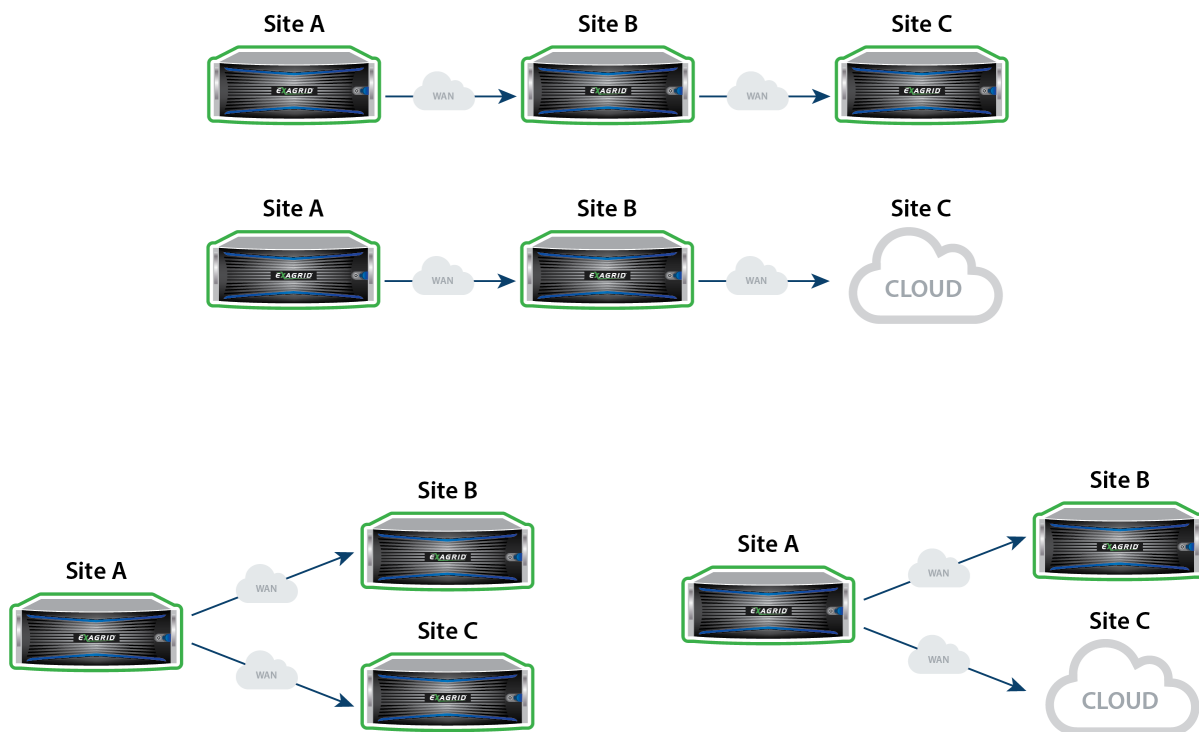 Site A Site B Site C
EXAGRID WAN EXAGRID WAN EXAGRID
Site A Site B Site C
EXAGRID WAN EXAGRID WAN CLOUD
Site A
EXAGRID
WAN
WAN
Site B
EXAGRID
Site C
EXAGRID
Site A
EXAGRID
WAN
WAN
Site B
EXAGRID
Site C
CLOUD